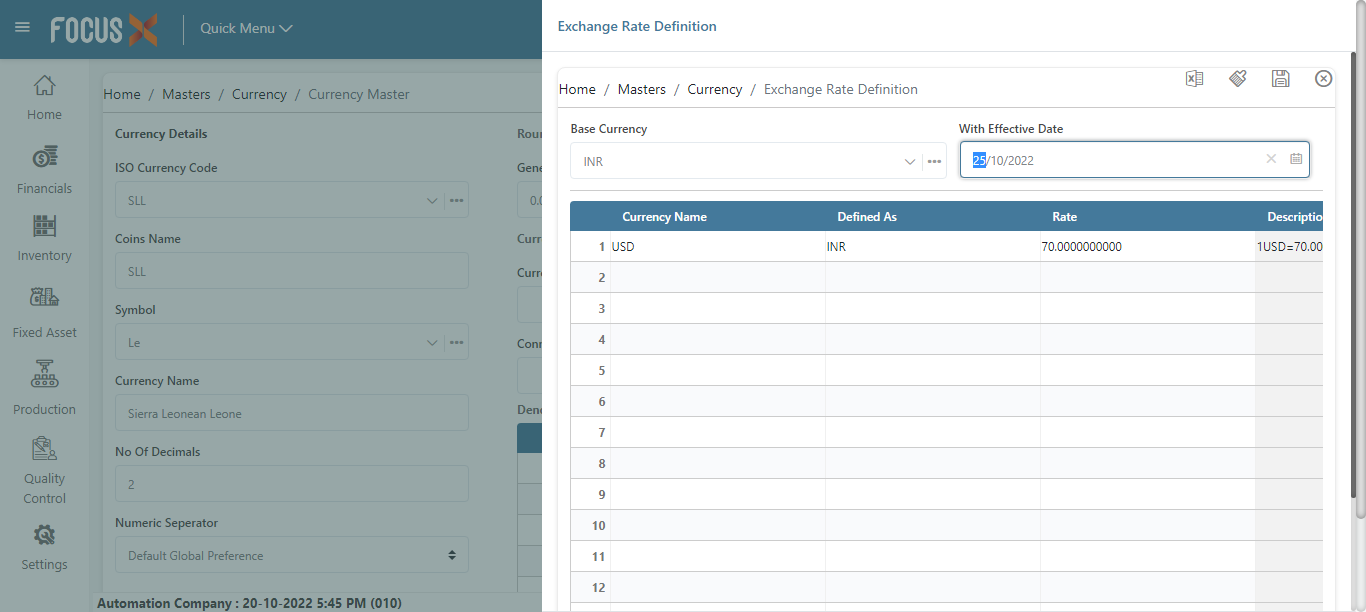 FOCUS X
Quick Menu
Home
Financials
Inventory
Fixed Asset
Production
Quality
Control
Settings
Home / Masters / Currency / Currency Master
Currency Details
ISO Currency Code
SLL
Coins Name
SLL
Symbol
Le
Currency Name
Sierra Leonean Leone
No Of Decimals
2
Numeric Seperator
Default Global Preference
Roun
Gene
0.0
Curr
Curre
Conn
Deno
Automation Company : 20-10-2022 5:45 PM (010)
Exchange Rate Definition
Home / Masters / Currency / Exchange Rate Definition
Base Currency
INR
With Effective Date
25/10/2022
Currency Name Defined As Rate Descriptio
1 USD INR 70.0000000000 1USD=70.00
2
3
4
5
6
7
8
9
10
11
12